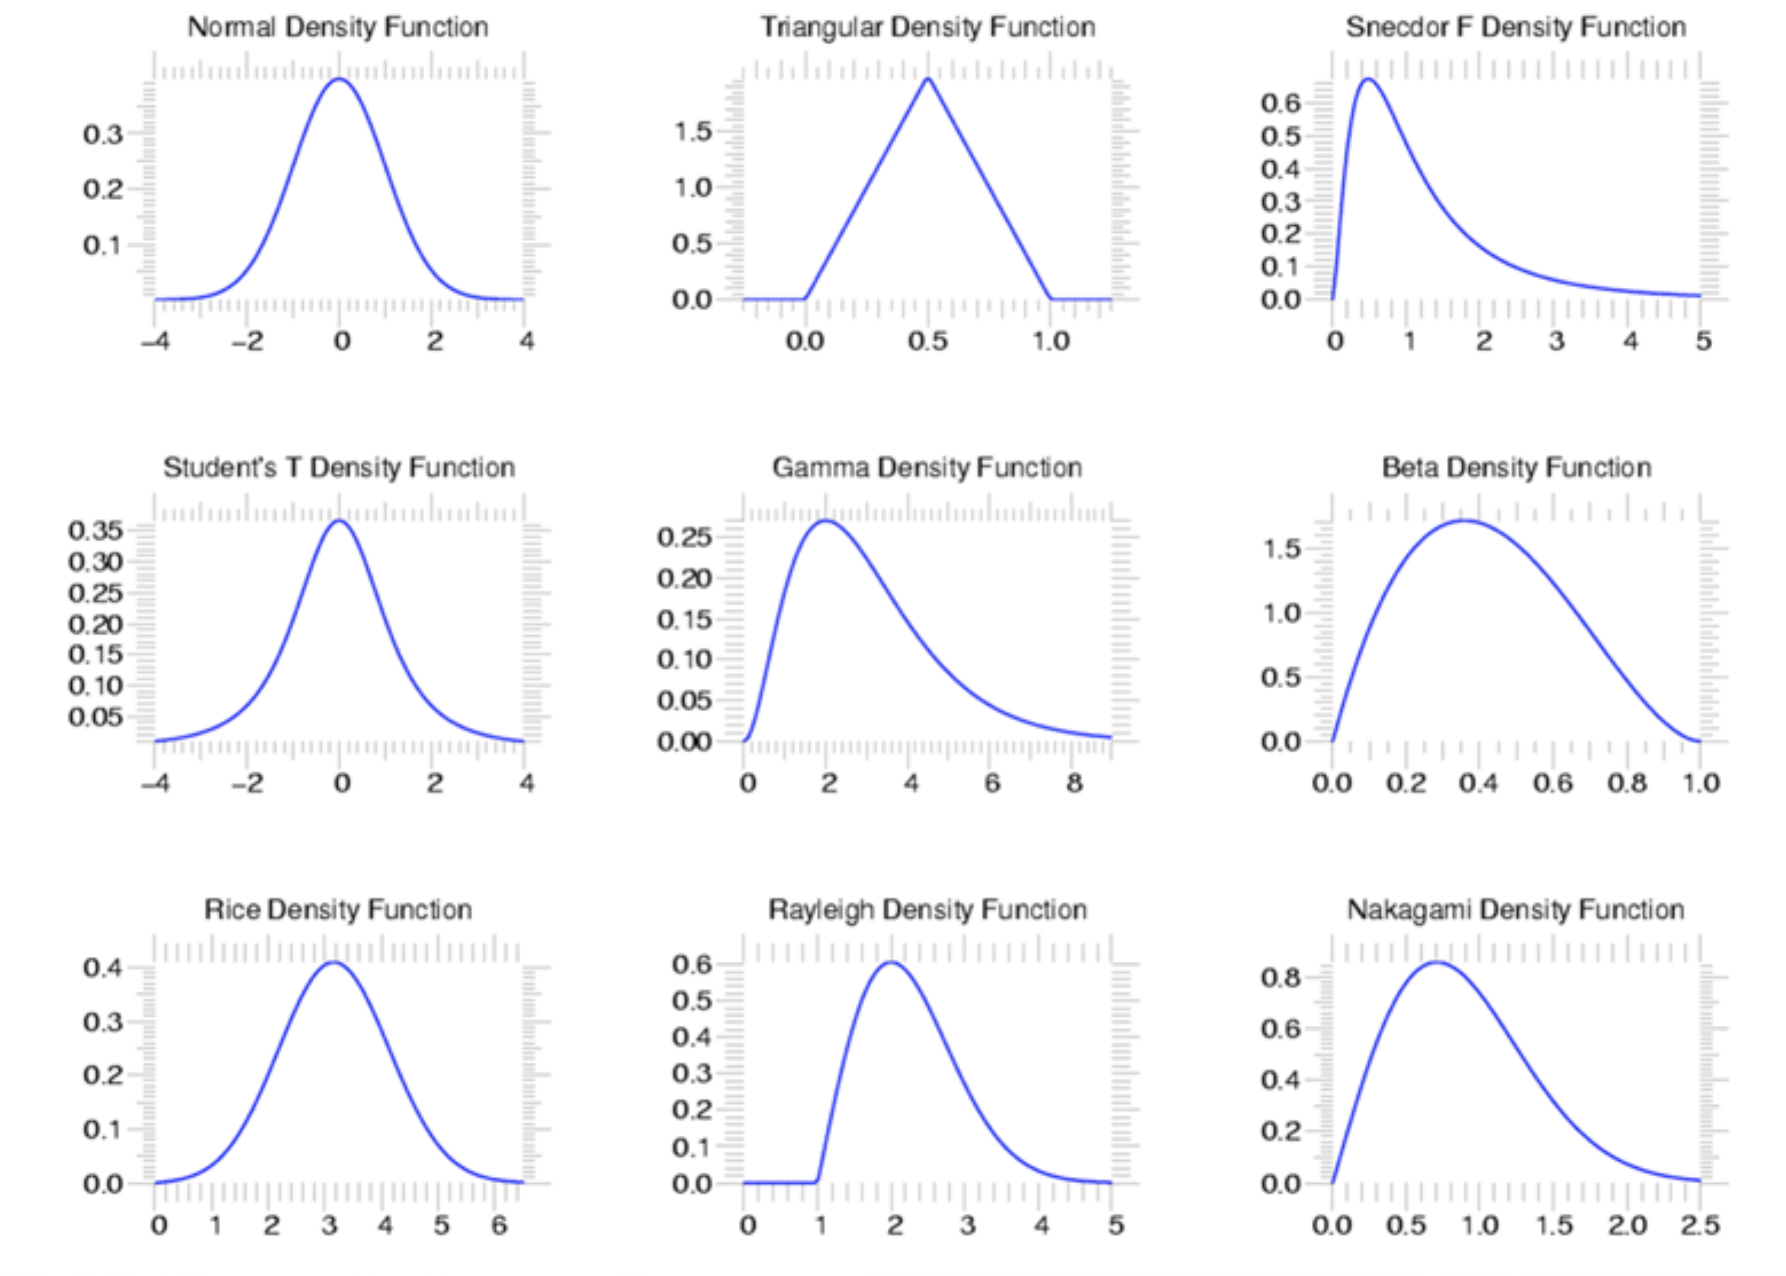 Normal Density Function
0.3
0.2
0.1
–4 –2 0 2 4
Triangular Density Function
1.5
1.0
0.5
0.0
0.0 0.5 1.0
Snecdor F Density Function
0.6
0.5
0.4
0.3
0.2
0.1
0.0
0 1 2 3 4 5
Student's T Density Function
0.35
0.30
0.25
0.20
0.15
0.10
0.05
–4 –2 0 2 4
Gamma Density Function
0.25
0.20
0.15
0.10
0.05
0.00
0 2 4 6 8
Beta Density Function
1.5
1.0
0.5
0.0
0.0 0.2 0.4 0.6 0.8 1.0
Rice Density Function
0.4
0.3
0.2
0.1
0.0
0 1 2 3 4 5 6
Rayleigh Density Function
0.6
0.5
0.4
0.3
0.2
0.1
0.0
0 1 2 3 4 5
Nakagami Density Function
0.8
0.6
0.4
0.2
0.0
0.0 0.5 1.0 1.5 2.0 2.5